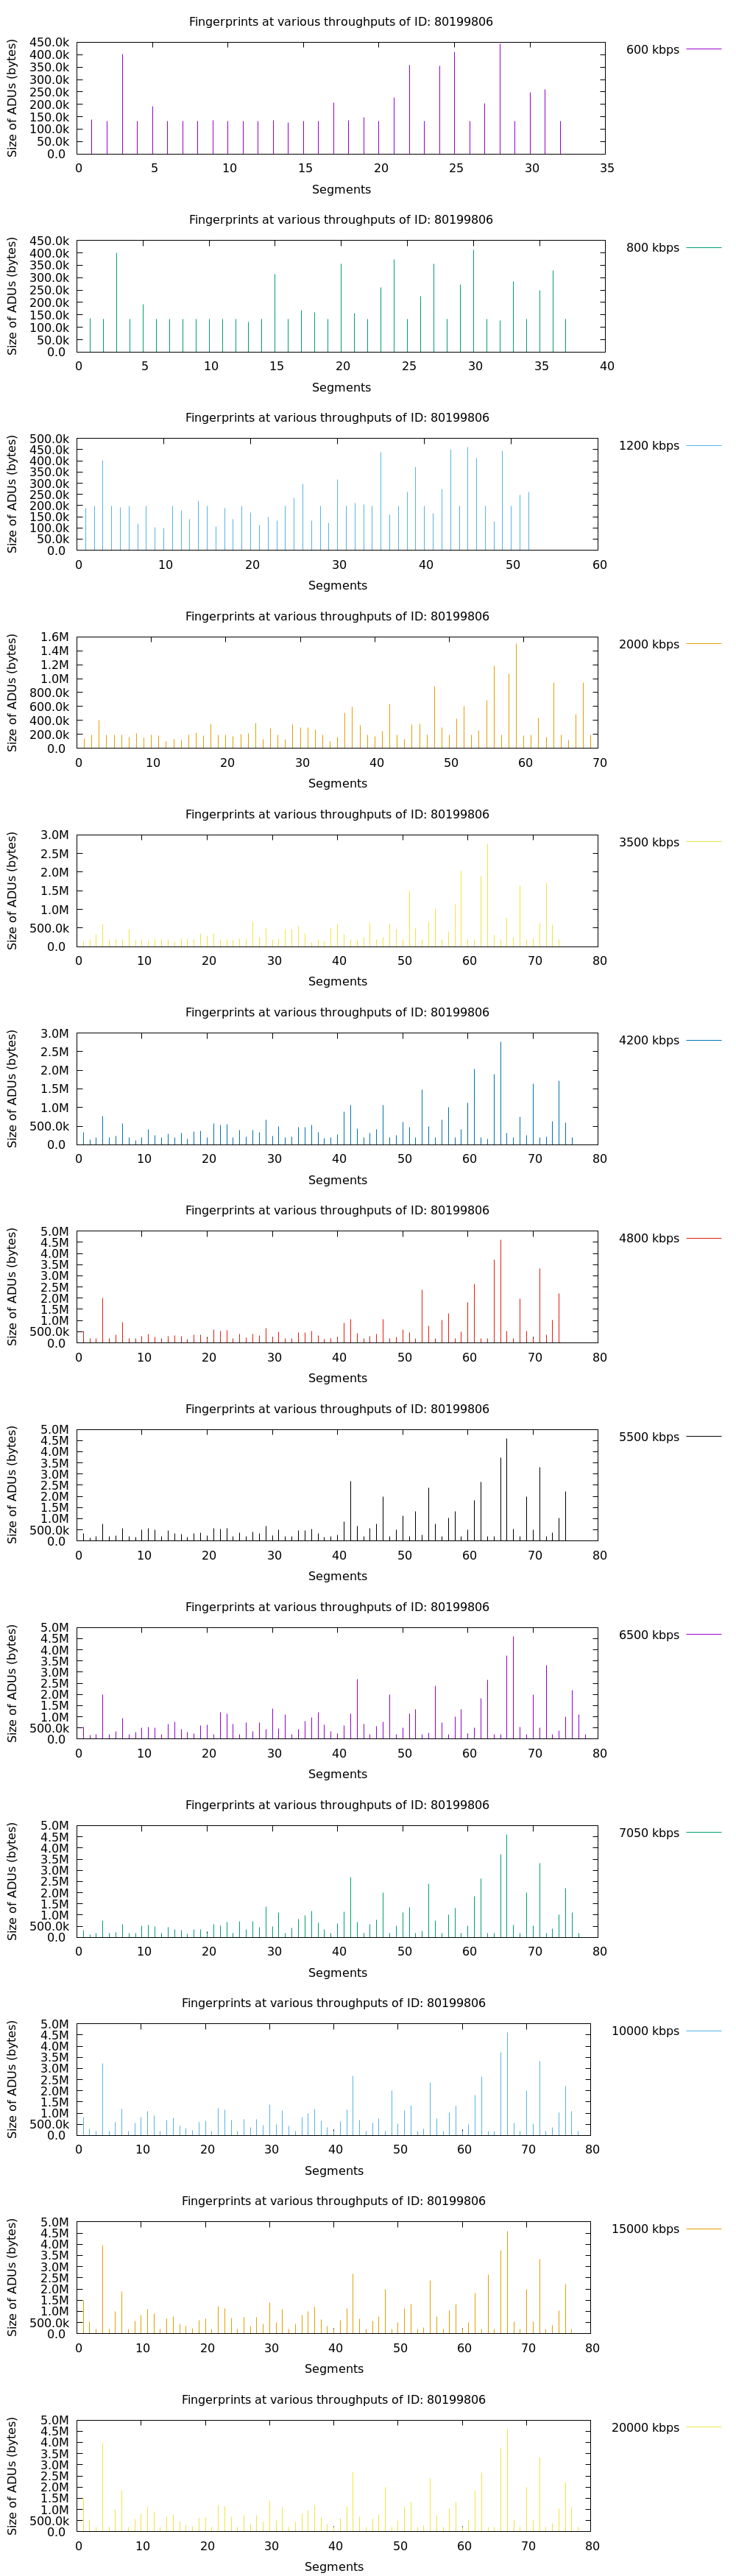 Fingerprints at various throughputs of ID: 80199806
600 kbps
Size of ADUs (bytes)
450.0k
400.0k
350.0k
300.0k
250.0k
200.0k
150.0k
100.0k
50.0k
0.0
0 5 10 15 20 25 30 35
Segments
Fingerprints at various throughputs of ID: 80199806
800 kbps
Size of ADUs (bytes)
450.0k
400.0k
350.0k
300.0k
250.0k
200.0k
150.0k
100.0k
50.0k
0.0
0 5 10 15 20 25 30 35 40
Segments
Fingerprints at various throughputs of ID: 80199806
1200 kbps
Size of ADUs (bytes)
500.0k
450.0k
400.0k
350.0k
300.0k
250.0k
200.0k
150.0k
100.0k
50.0k
0.0
0 10 20 30 40 50 60
Segments
Fingerprints at various throughputs of ID: 80199806
2000 kbps
Size of ADUs (bytes)
1.6M
1.4M
1.2M
1.0M
800.0k
600.0k
400.0k
200.0k
0.0
0 10 20 30 40 50 60 70
Segments
Fingerprints at various throughputs of ID: 80199806
3500 kbps
Size of ADUs (bytes)
3.0M
2.5M
2.0M
1.5M
1.0M
500.0k
0.0
0 10 20 30 40 50 60 70 80
Segments
Fingerprints at various throughputs of ID: 80199806
4200 kbps
Size of ADUs (bytes)
3.0M
2.5M
2.0M
1.5M
1.0M
500.0k
0.0
0 10 20 30 40 50 60 70 80
Segments
Fingerprints at various throughputs of ID: 80199806
4800 kbps
Size of ADUs (bytes)
5.0M
4.5M
4.0M
3.5M
3.0M
2.5M
2.0M
1.5M
1.0M
500.0k
0.0
0 10 20 30 40 50 60 70 80
Segments
Fingerprints at various throughputs of ID: 80199806
5500 kbps
Size of ADUs (bytes)
5.0M
4.5M
4.0M
3.5M
3.0M
2.5M
2.0M
1.5M
1.0M
500.0k
0.0
0 10 20 30 40 50 60 70 80
Segments
Fingerprints at various throughputs of ID: 80199806
6500 kbps
Size of ADUs (bytes)
5.0M
4.5M
4.0M
3.5M
3.0M
2.5M
2.0M
1.5M
1.0M
500.0k
0.0
0 10 20 30 40 50 60 70 80
Segments
Fingerprints at various throughputs of ID: 80199806
7050 kbps
Size of ADUs (bytes)
5.0M
4.5M
4.0M
3.5M
3.0M
2.5M
2.0M
1.5M
1.0M
500.0k
0.0
0 10 20 30 40 50 60 70 80
Segments
Fingerprints at various throughputs of ID: 80199806
10000 kbps
Size of ADUs (bytes)
5.0M
4.5M
4.0M
3.5M
3.0M
2.5M
2.0M
1.5M
1.0M
500.0k
0.0
0 10 20 30 40 50 60 70 80
Segments
Fingerprints at various throughputs of ID: 80199806
15000 kbps
Size of ADUs (bytes)
5.0M
4.5M
4.0M
3.5M
3.0M
2.5M
2.0M
1.5M
1.0M
500.0k
0.0
0 10 20 30 40 50 60 70 80
Segments
Fingerprints at various throughputs of ID: 80199806
20000 kbps
Size of ADUs (bytes)
5.0M
4.5M
4.0M
3.5M
3.0M
2.5M
2.0M
1.5M
1.0M
500.0k
0.0
0 10 20 30 40 50 60 70 80
Segments